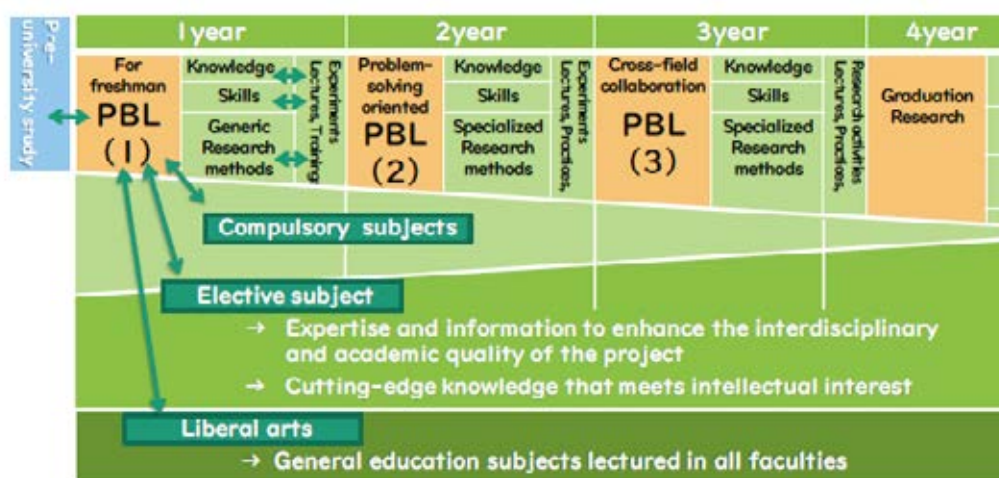 Pre-
university study
1year
2year
3year
4year
For
freshman
PBL
(1)
Knowledge
Skills
Generic
Research
methods
Experiments
Lectures, Training
Problem-
solving
oriented
PBL
(2)
Knowledge
Skills
Specialized
Research
methods
Experiments
Lectures, Practices,
Cross-field
collaboration
PBL
(3)
Knowledge
Skills
Specialized
Research
methods
Research activities
Lectures, Practices,
Graduation
Research
Compulsory subjects
Elective subject
→ Expertise and information to enhance the interdisciplinary
and academic quality of the project
→ Cutting-edge knowledge that meets intellectual interest
Liberal arts
→ General education subjects lectured in all faculties